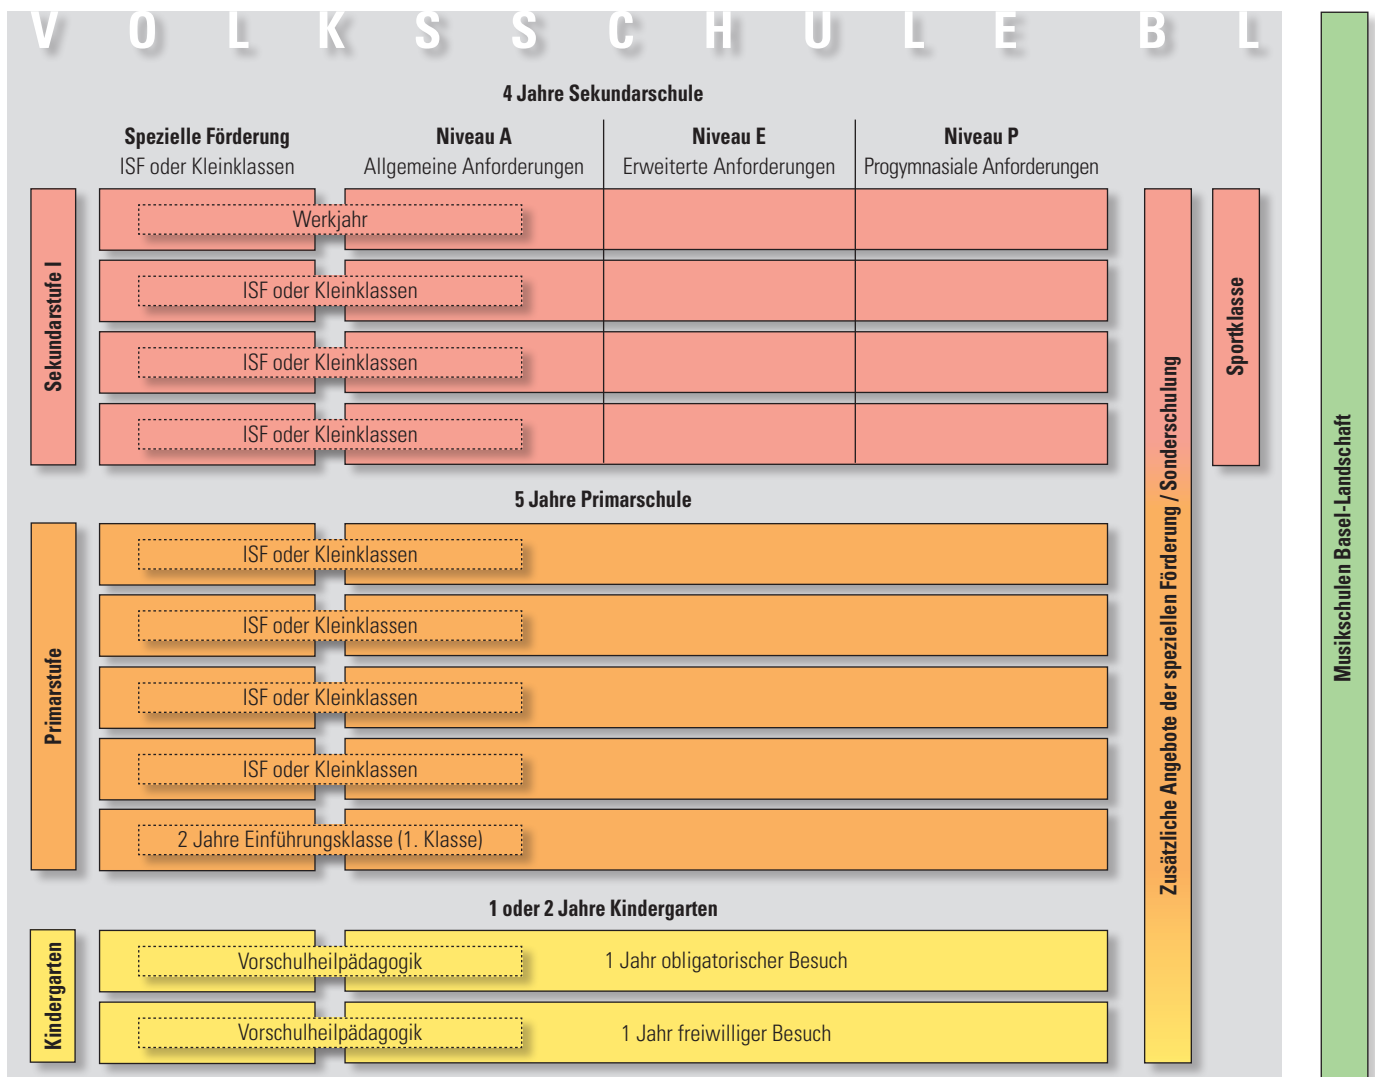 VOLKSSCHULE BL
4 Jahre Sekundarschule
Spezielle Förderung
ISF oder Kleinklassen
Niveau A
Allgemeine Anforderungen
Niveau E
Erweiterte Anforderungen
Niveau P
Progymnasiale Anforderungen
Sekundarstufe I
Werkjahr
ISF oder Kleinklassen
ISF oder Kleinklassen
ISF oder Kleinklassen
5 Jahre Primarschule
Primarstufe
ISF oder Kleinklassen
ISF oder Kleinklassen
ISF oder Kleinklassen
ISF oder Kleinklassen
2 Jahre Einführungsklasse (1. Klasse)
1 oder 2 Jahre Kindergarten
Kindergarten
Vorschulheilpädagogik
1 Jahr obligatorischer Besuch
Vorschulheilpädagogik
1 Jahr freiwilliger Besuch
Zusätzliche Angebote der speziellen Förderung / Sonderschulung
Sportklasse
Musikschulen Basel-Landschaft